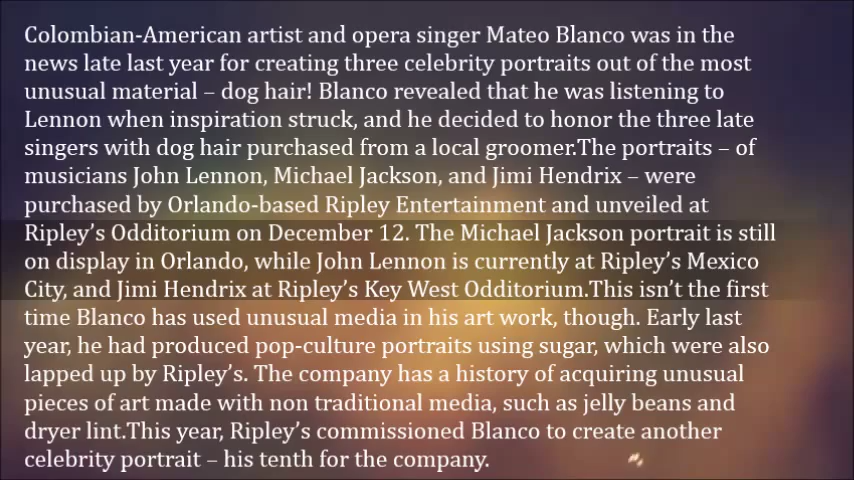 Colombian-American artist and opera singer Mateo Blanco was in the
news late last year for creating three celebrity portraits out of the most
unusual material – dog hair! Blanco revealed that he was listening to
Lennon when inspiration struck, and he decided to honor the three late
singers with dog hair purchased from a local groomer.The portraits – of
musicians John Lennon, Michael Jackson, and Jimi Hendrix – were
purchased by Orlando-based Ripley Entertainment and unveiled at
Ripley’s Odditorium on December 12. The Michael Jackson portrait is still
on display in Orlando, while John Lennon is currently at Ripley’s Mexico
City, and Jimi Hendrix at Ripley’s Key West Odditorium.This isn’t the first
time Blanco has used unusual media in his art work, though. Early last
year, he had produced pop-culture portraits using sugar, which were also
lapped up by Ripley’s. The company has a history of acquiring unusual
pieces of art made with non traditional media, such as jelly beans and
dryer lint.This year, Ripley’s commissioned Blanco to create another
celebrity portrait – his tenth for the company.